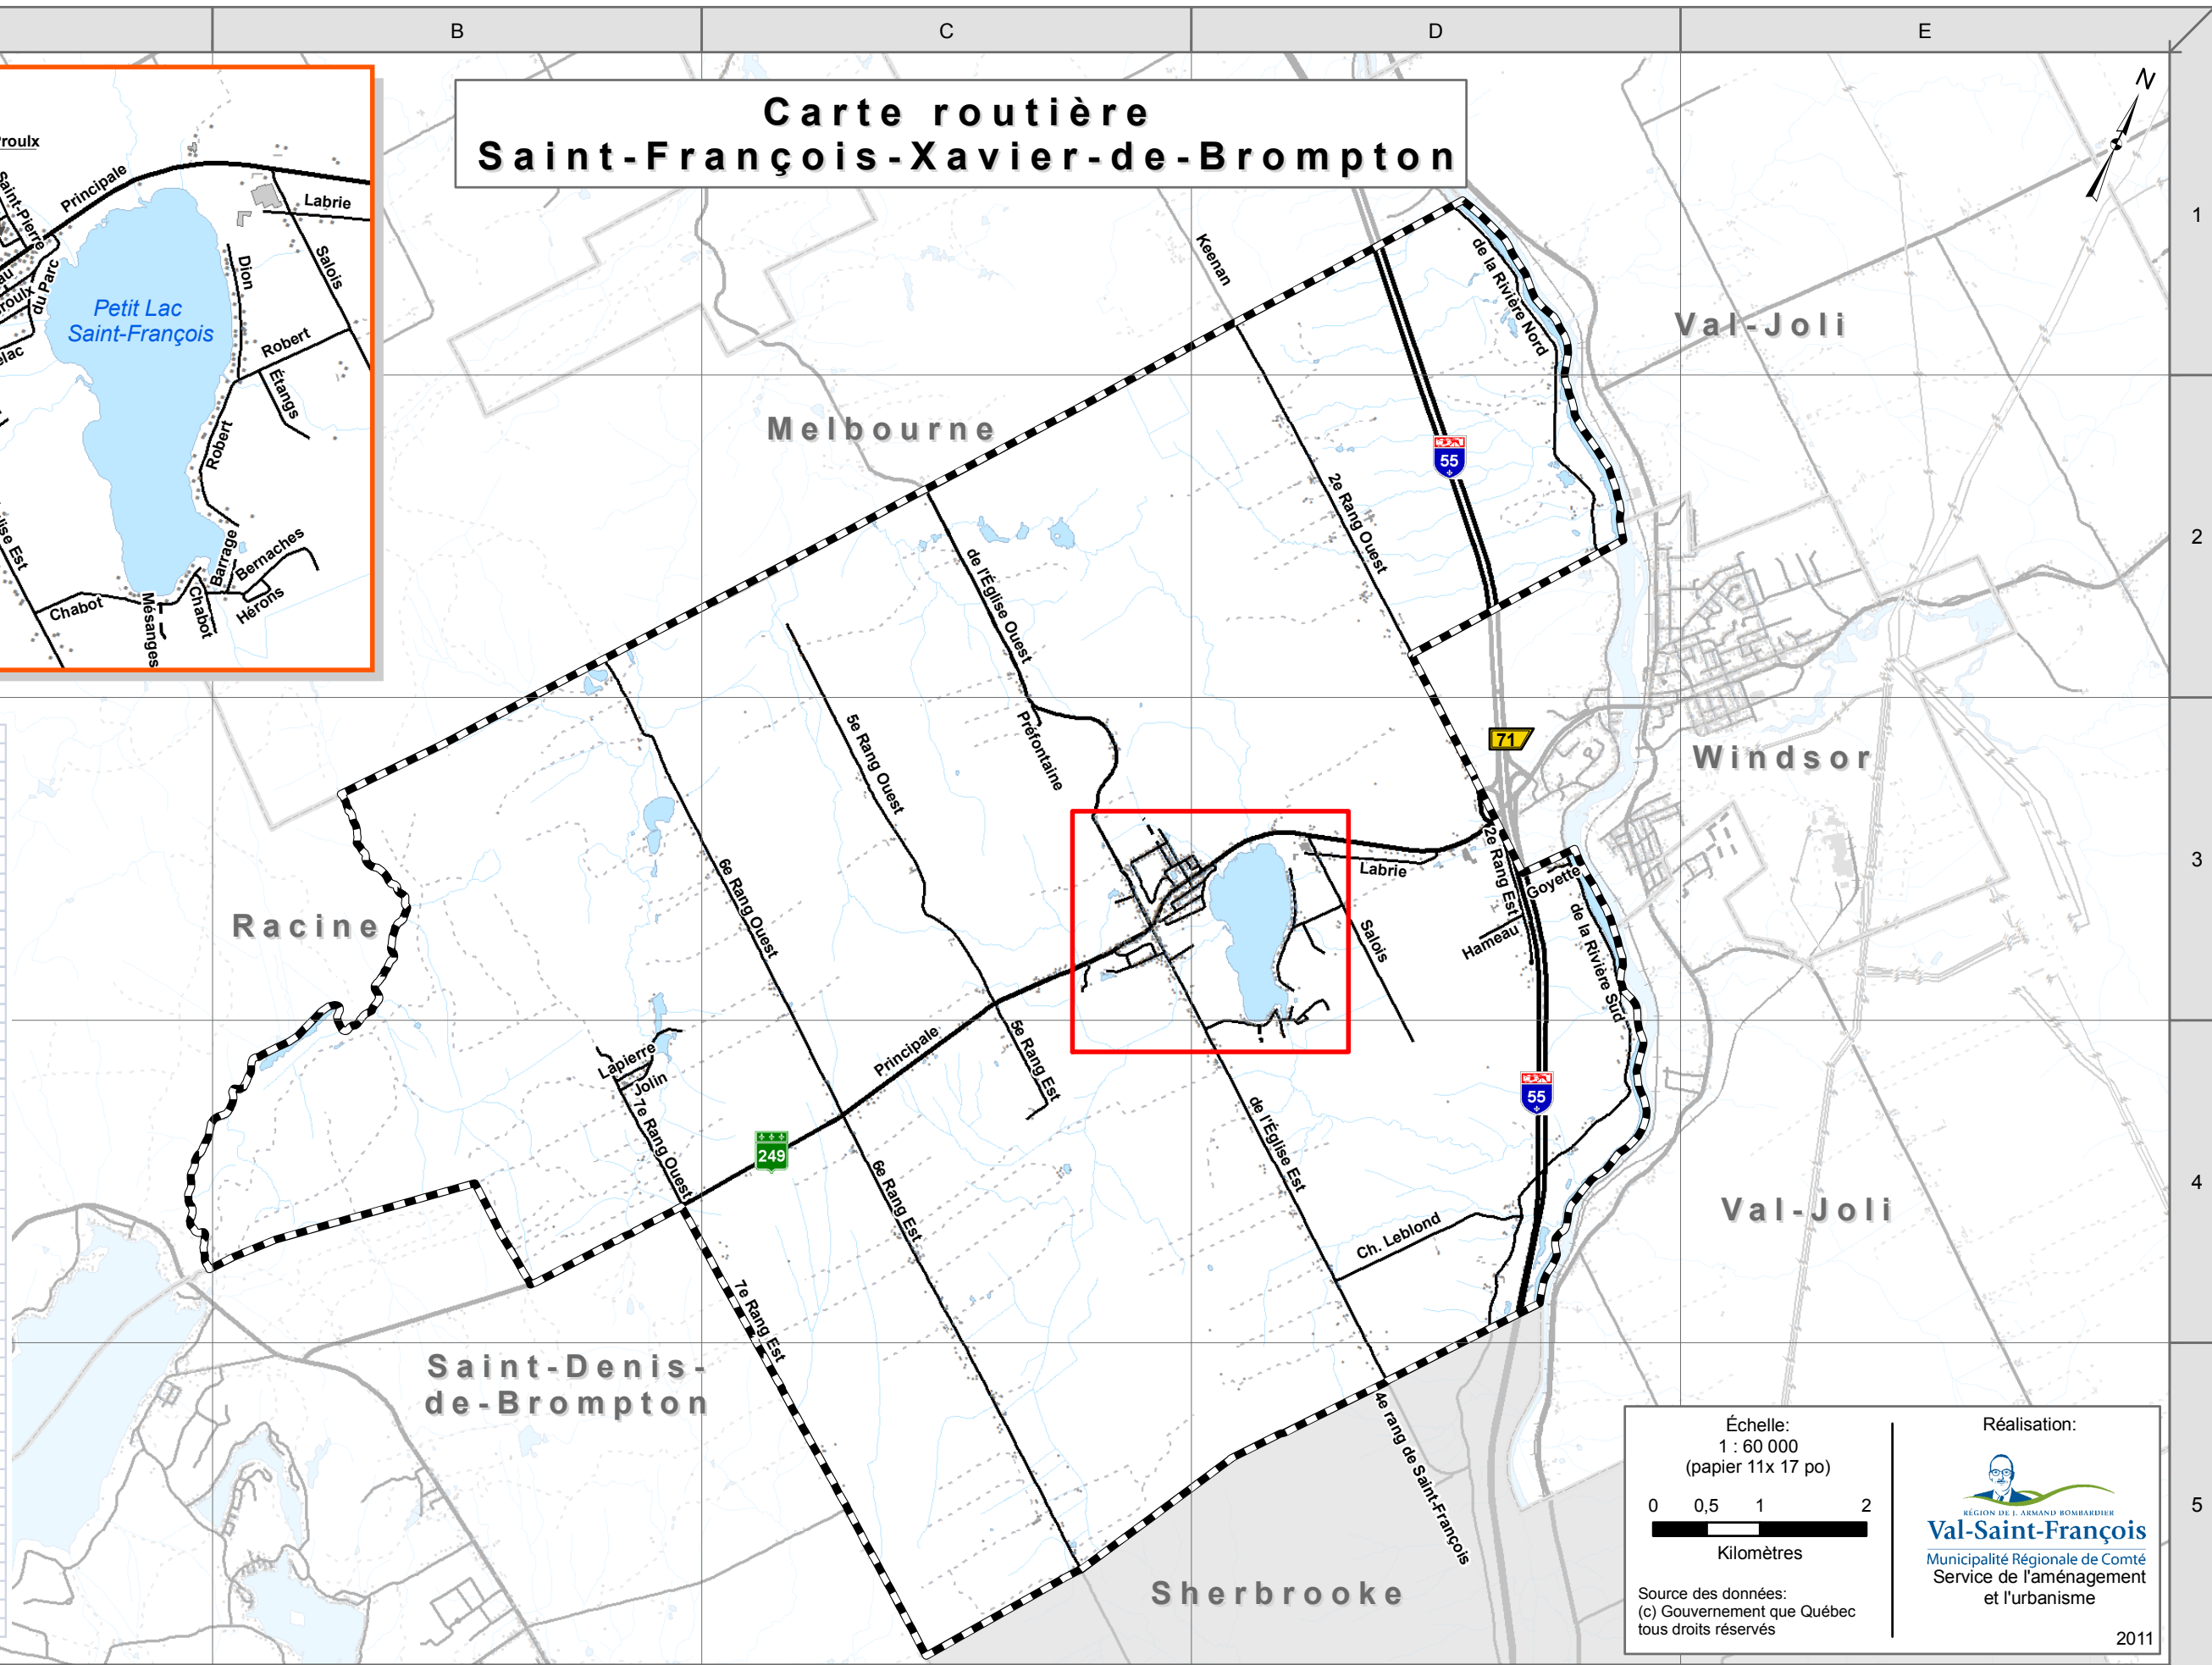 B
C
D
E
Carte routière
Saint-François-Xavier-de-Brompton
N
1
2
3
4
5
Principale
Saint-Pierre
du Parc
Labrie
Salois
Dion
Petit Lac
Saint-François
Robert
Étangs
Robert
Barrage
Bernaches
Hérons
Chabot
Mésanges
Chabot
Keenan
de la Rivière Nord
Val-Joli
Melbourne
55
2e Rang Ouest
de l'Église Ouest
Préfontaine
5e Rang Ouest
71
Windsor
6e Rang Ouest
Racine
Labrie
2e Rang Est
Goyette
Hameau
Salois
de la Rivière Sud
Principale
5e Rang Est
Lapierre
Jolin
7e Rang Ouest
249
6e Rang Est
de l'Église Est
55
Ch. Leblond
Val-Joli
7e Rang Est
Saint-Denis-
de-Brompton
4e rang de Saint-François
Sherbrooke
Échelle:
1 : 60 000
(papier 11x 17 po)
0 0,5 1 2
Kilomètres
Source des données:
(c) Gouvernement que Québec
tous droits réservés
Réalisation:
RÉGION DE J. ARMAND BOMBARDIER
Val-Saint-François
Municipalité Régionale de Comté
Service de l'aménagement
et l'urbanisme
2011